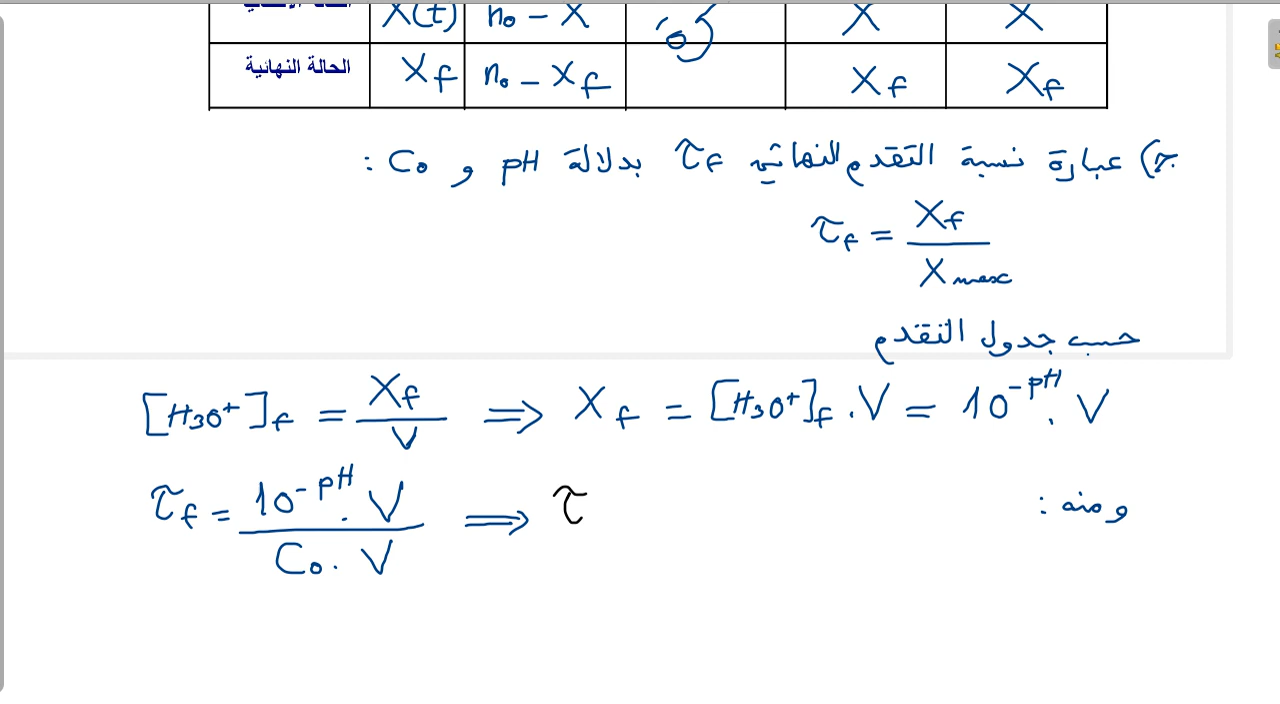 X(t) n₀ - X بوفرة X X
الحالة النهائية X_f n₀ - X_f X_f X_f
ج) عبارة نسبة التقدم النهائي τ_f بدلالة pH و C₀ :
τ_f = X_f / X_max
حسب جدول التقدم
[H₃O⁺]_f = X_f / V ⟹ X_f = [H₃O⁺]_f . V = 10^-pH . V
ومنه :
τ_f = 10^-pH . V / C₀ . V ⟹ τ